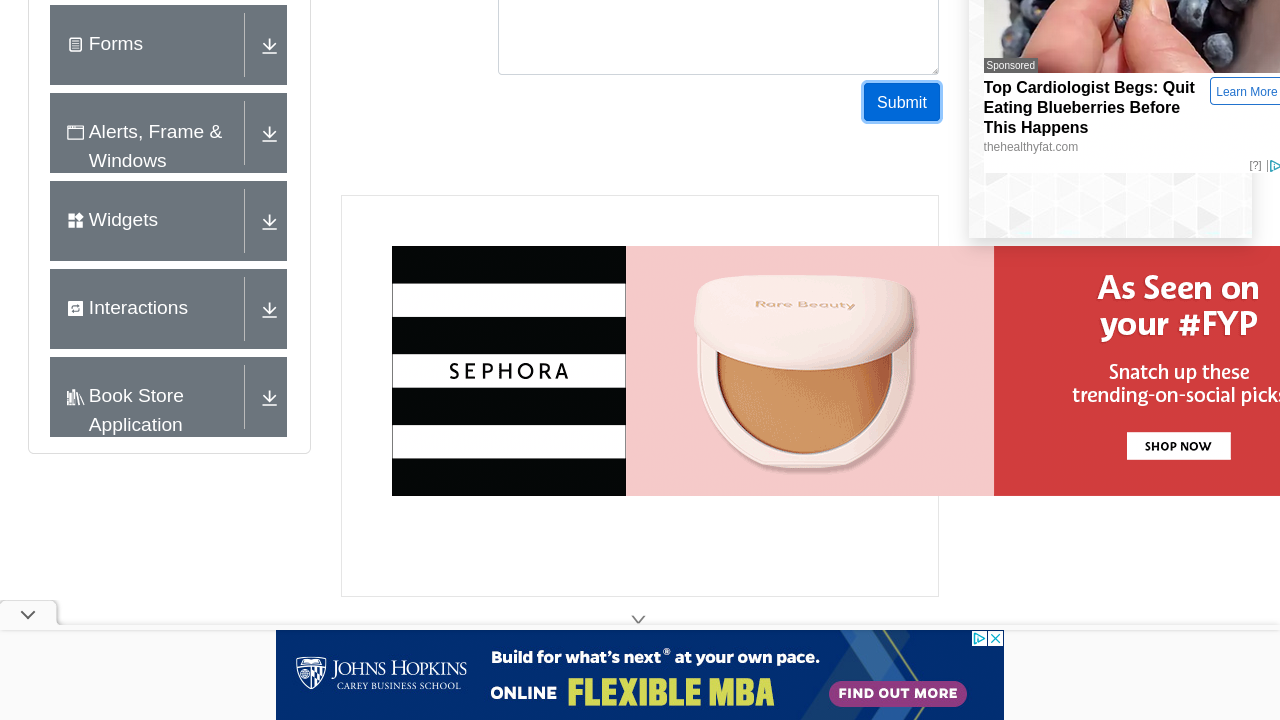 Forms
Alerts, Frame &
Windows
Widgets
Interactions
Book Store
Application
Submit
Sponsored
Top Cardiologist Begs: Quit
Eating Blueberries Before
This Happens
Learn More
thehealthyfat.com
[?]
SEPHORA
Rare Beauty
As Seen on
your #FYP
Snatch up these
trending-on-social picks
SHOP NOW
JOHNS HOPKINS
CAREY BUSINESS SCHOOL
Build for what's next® at your own pace.
ONLINE FLEXIBLE MBA
FIND OUT MORE